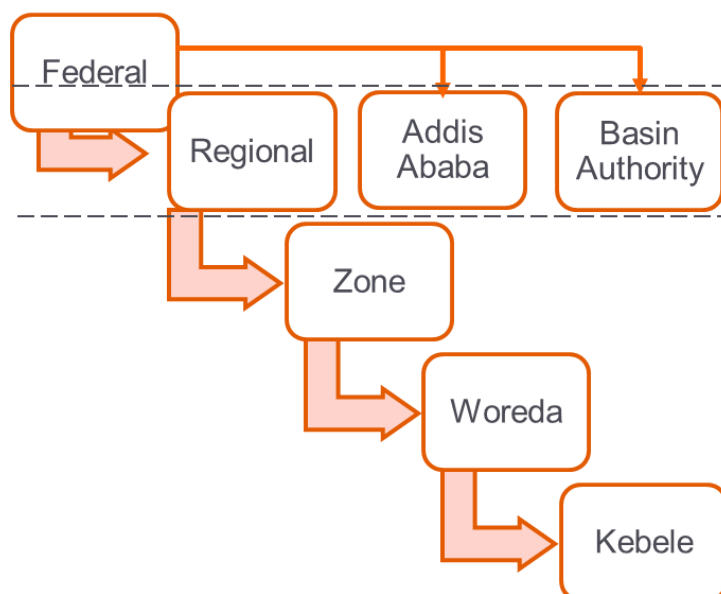 Federal
Regional
Addis
Ababa
Basin
Authority
Zone
Woreda
Kebele